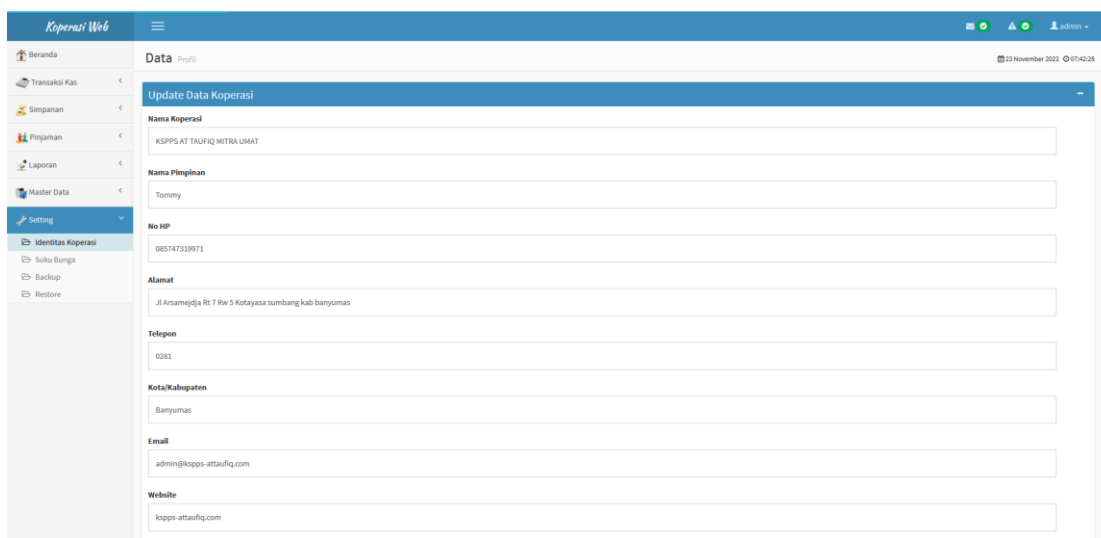 Koperasi Web
admin
Beranda
Transaksi Kas
Simpanan
Pinjaman
Laporan
Master Data
Setting
Identitas Koperasi
Suku Bunga
Backup
Restore
Data Profil
23 November 2022 07:42:28
Update Data Koperasi
Nama Koperasi
KSPPS AT TAUFIQ MITRA UMAT
Nama Pimpinan
Tommy
No HP
085747319971
Alamat
Jl Arsamejdja Rt 7 Rw 5 Kotayasa sumbang kab banyumas
Telepon
0281
Kota/Kabupaten
Banyumas
Email
admin@kspps-attaufiq.com
Website
kspps-attaufiq.com